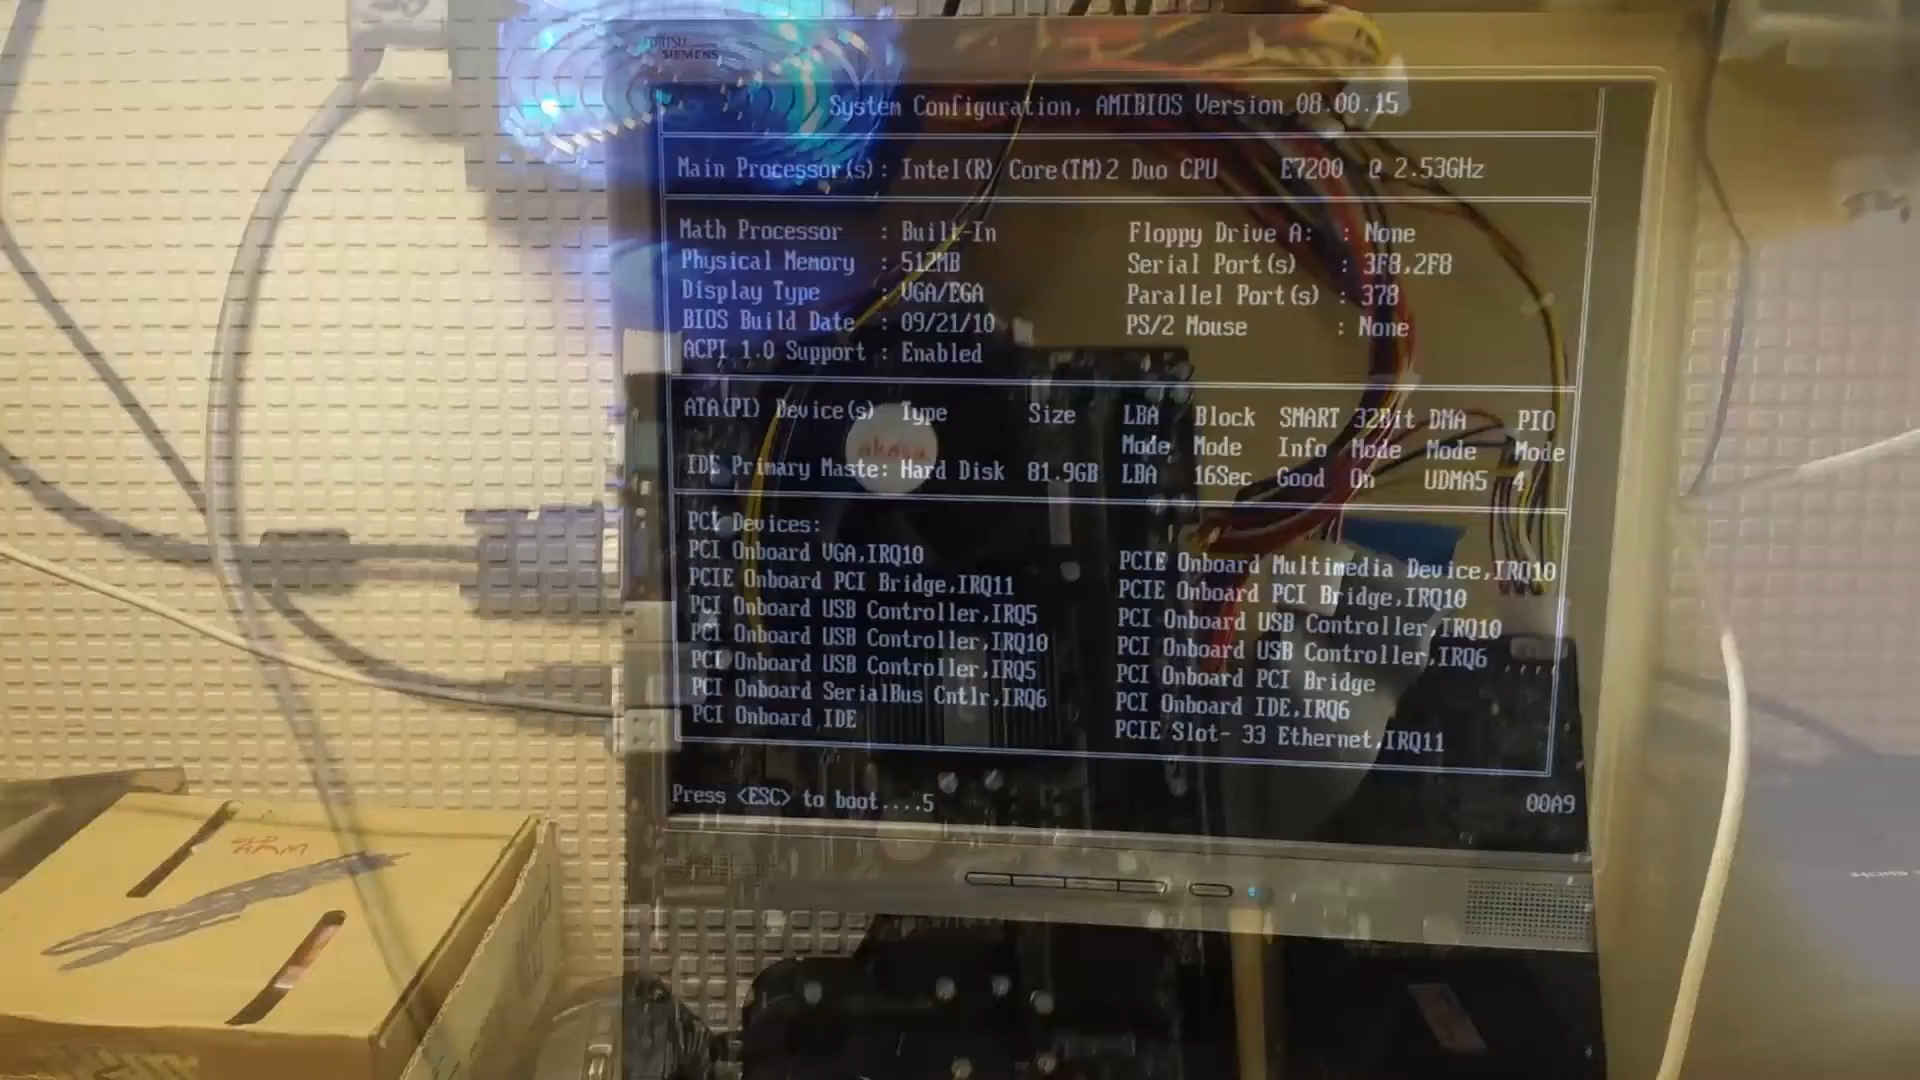 FUJITSU
SIEMENS
System Configuration, AMIBIOS Version 08.00.15
Main Processor(s): Intel(R) Core(TM)2 Duo CPU E7200 @ 2.53GHz
Math Processor : Built-In Floppy Drive A: : None
Physical Memory : 512MB Serial Port(s) : 3F8,2F8
Display Type : VGA/EGA Parallel Port(s) : 378
BIOS Build Date : 09/21/10 PS/2 Mouse : None
ACPI 1.0 Support : Enabled
ATA(PI) Device(s) Type Size LBA Block SMART 32Bit DMA PIO
Mode Mode Info Mode Mode Mode
IDE Primary Maste: Hard Disk 81.9GB LBA 16Sec Good On UDMA5 4
PCI Devices:
PCI Onboard VGA,IRQ10 PCIE Onboard Multimedia Device,IRQ10
PCIE Onboard PCI Bridge,IRQ11 PCIE Onboard PCI Bridge,IRQ10
PCI Onboard USB Controller,IRQ5 PCI Onboard USB Controller,IRQ10
PCI Onboard USB Controller,IRQ10 PCI Onboard USB Controller,IRQ6
PCI Onboard USB Controller,IRQ5 PCI Onboard PCI Bridge
PCI Onboard SerialBus Cntlr,IRQ6 PCI Onboard IDE,IRQ6
PCI Onboard IDE PCIE Slot- 33 Ethernet,IRQ11
Press <ESC> to boot....5 00A9
akasa